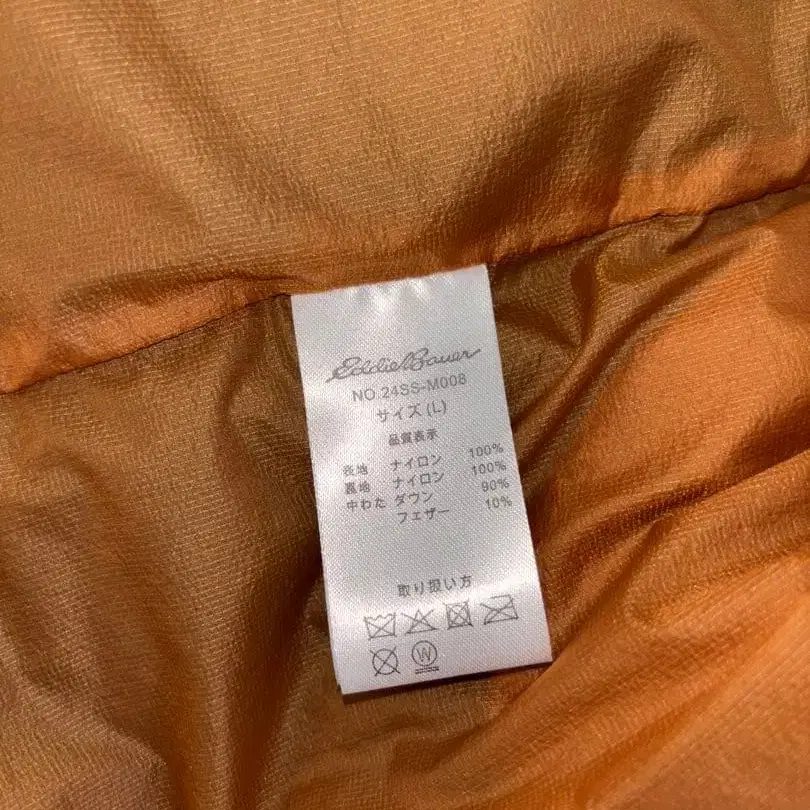 Eddie Bauer
NO.24SS-M008
サイズ(L)
品質表示
表地 ナイロン 100%
裏地 ナイロン 100%
中わた ダウン 90%
フェザー 10%
取り扱い方
W